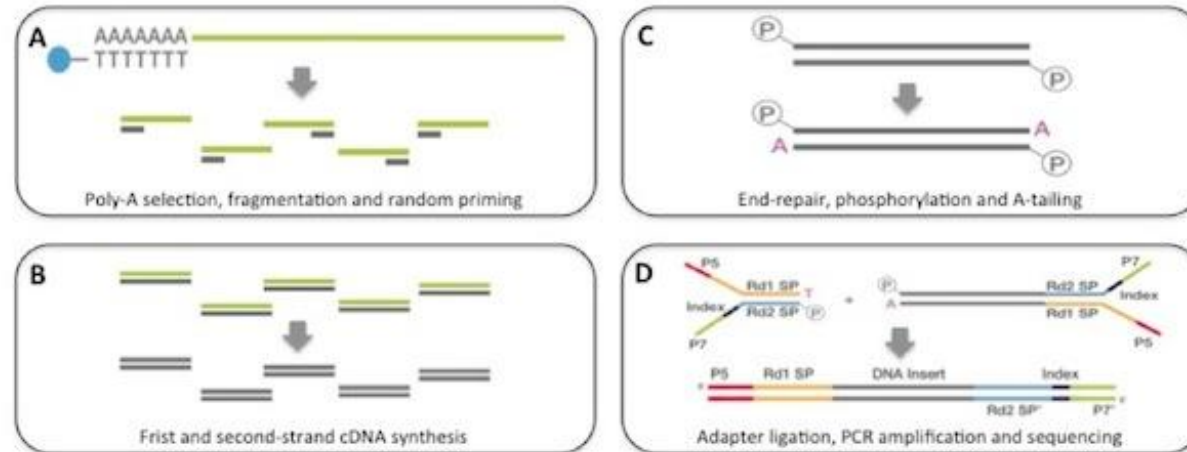 A
AAAAAAA
TTTTTTT
Poly-A selection, fragmentation and random priming
B
Frist and second-strand cDNA synthesis
C
P
P
P
A
A
P
End-repair, phosphorylation and A-tailing
D
P5
Rd1 SP T
Index
Rd2 SP P
P7
+
P
A
P7
Rd2 SP
Index
Rd1 SP
P5
P5 Rd1 SP DNA Insert Index
Rd2 SP' P7'
Adapter ligation, PCR amplification and sequencing